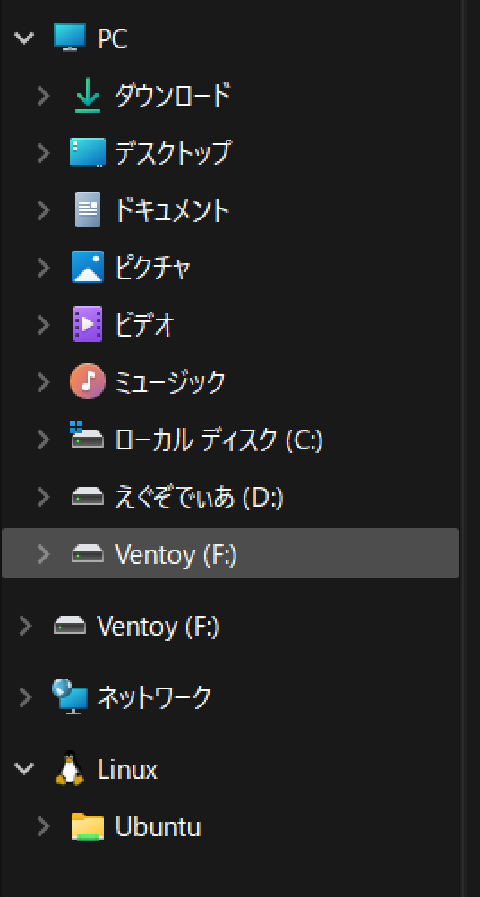 PC
ダウンロード
デスクトップ
ドキュメント
ピクチャ
ビデオ
ミュージック
ローカル ディスク (C:)
えぐぞでぃあ (D:)
Ventoy (F:)
Ventoy (F:)
ネットワーク
Linux
Ubuntu